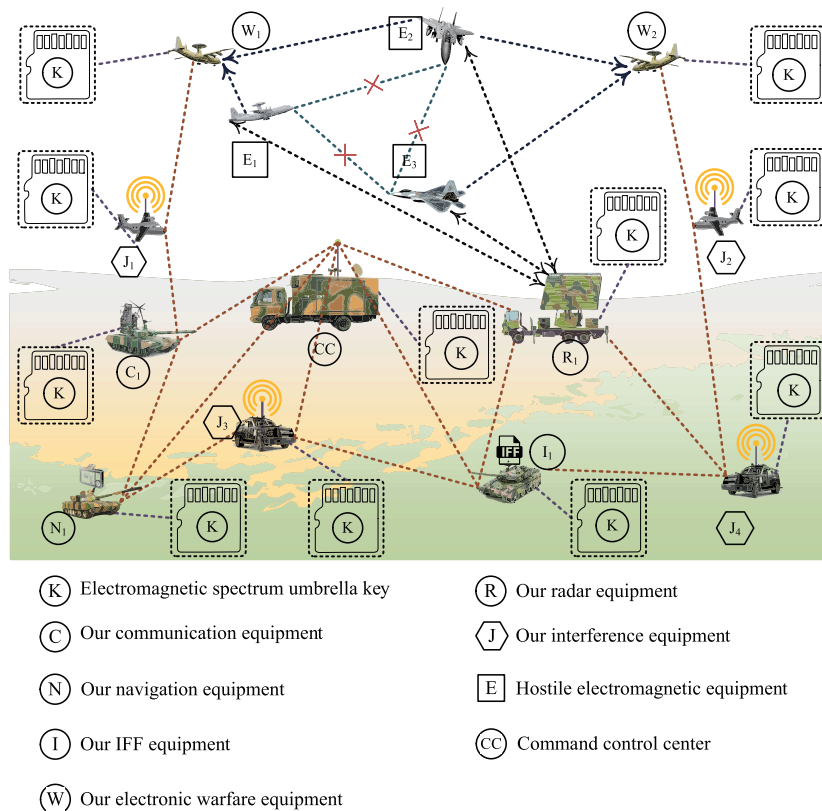 W₁
E₂
W₂
K
K
E₁
E₃
K
K
K
J₁
J₂
CC
R₁
K
C₁
K
K
J₃
IFF
I₁
N₁
K
K
K
J₄
K Electromagnetic spectrum umbrella key
R Our radar equipment
C Our communication equipment
J Our interference equipment
N Our navigation equipment
E Hostile electromagnetic equipment
I Our IFF equipment
CC Command control center
W Our electronic warfare equipment